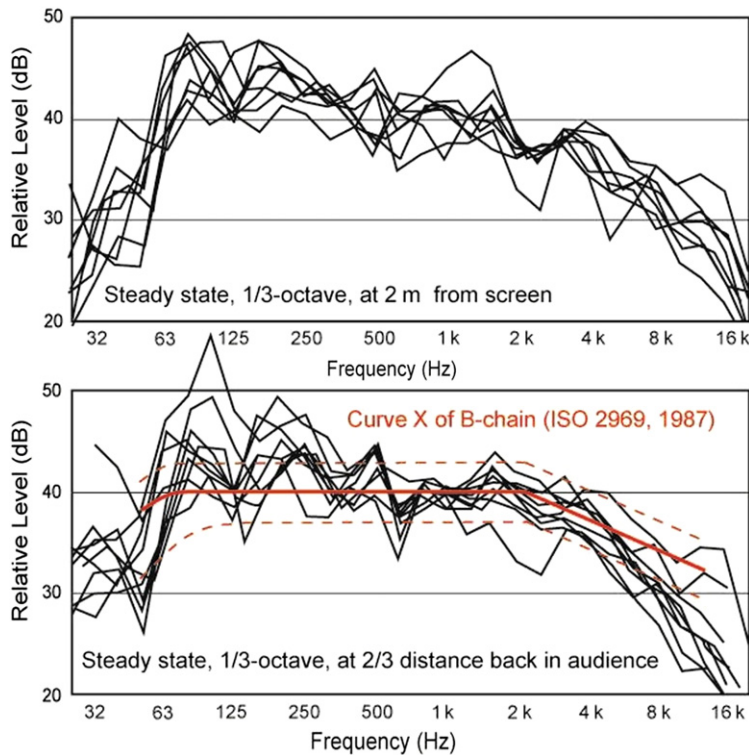 50
40
30
20
Relative Level (dB)
Steady state, 1/3-octave, at 2 m from screen
32 63 125 250 500 1 k 2 k 4 k 8 k 16 k
Frequency (Hz)
50
40
30
20
Relative Level (dB)
Curve X of B-chain (ISO 2969, 1987)
Steady state, 1/3-octave, at 2/3 distance back in audience
32 63 125 250 500 1 k 2 k 4 k 8 k 16 k
Frequency (Hz)